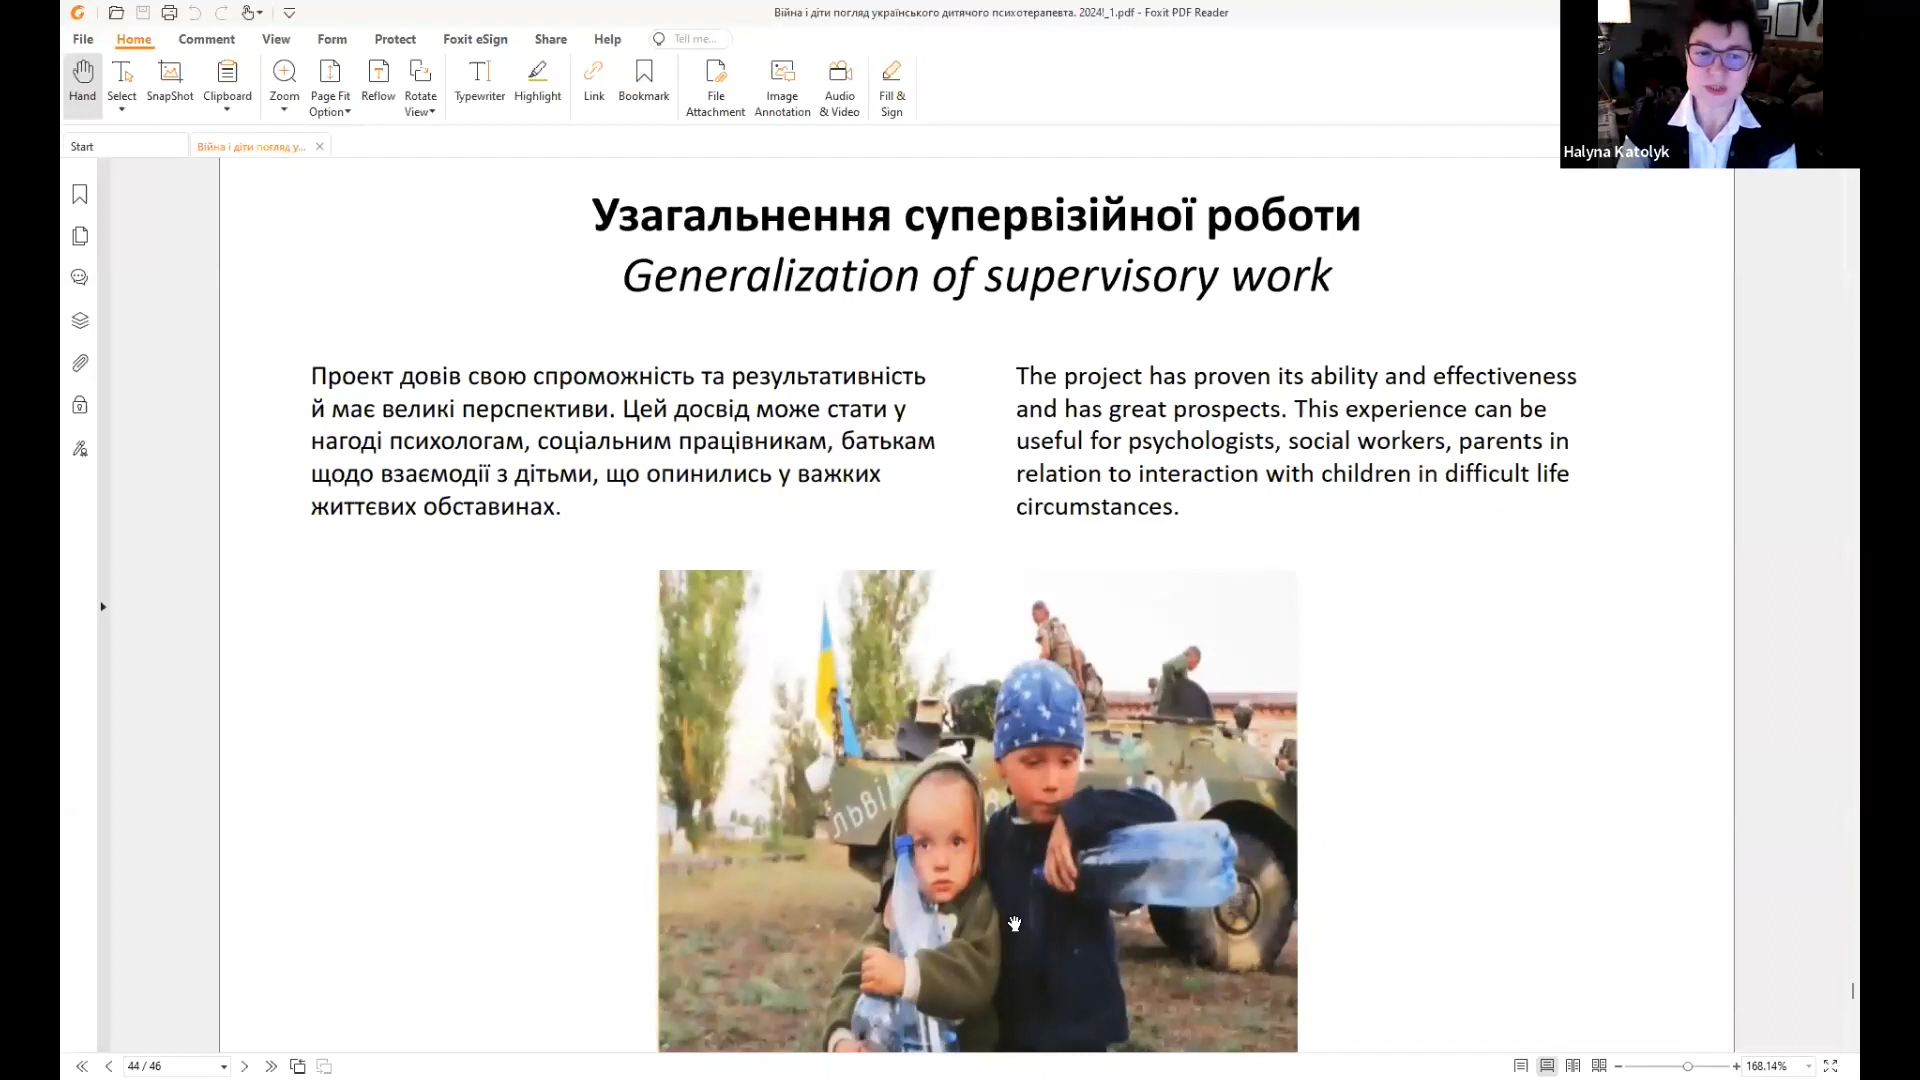 Війна і діти погляд українського дитячого психотерапевта. 2024!_1.pdf - Foxit PDF Reader
File Home Comment View Form Protect Foxit eSign Share Help Tell me...
Hand Select SnapShot Clipboard Zoom Page Fit Option Reflow Rotate View Typewriter Highlight Link Bookmark File Attachment Image Annotation Audio & Video Fill & Sign
Halyna Katolyk
Start Війна і діти погляд у...
Узагальнення супервізійної роботи
Generalization of supervisory work
Проект довів свою спроможність та результативність
й має великі перспективи. Цей досвід може стати у
нагоді психологам, соціальним працівникам, батькам
щодо взаємодії з дітьми, що опинились у важких
життєвих обставинах.
The project has proven its ability and effectiveness
and has great prospects. This experience can be
useful for psychologists, social workers, parents in
relation to interaction with children in difficult life
circumstances.
ЛЬВІ
44 / 46
168.14%